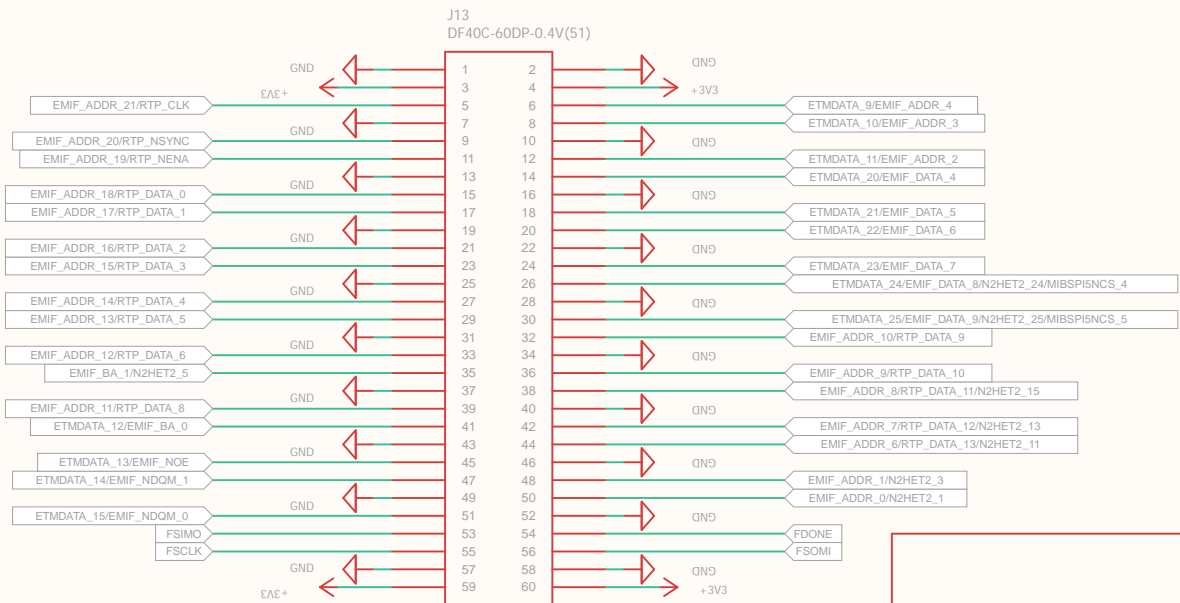 J13
DF40C-60DP-0.4V(51)
GND 1 2 GND
+3V3 3 4 +3V3
EMIF_ADDR_21/RTP_CLK 5 6 ETMDATA_9/EMIF_ADDR_4
GND 7 8 ETMDATA_10/EMIF_ADDR_3
EMIF_ADDR_20/RTP_NSYNC 9 10 GND
EMIF_ADDR_19/RTP_NENA 11 12 ETMDATA_11/EMIF_ADDR_2
GND 13 14 ETMDATA_20/EMIF_DATA_4
EMIF_ADDR_18/RTP_DATA_0 15 16 GND
EMIF_ADDR_17/RTP_DATA_1 17 18 ETMDATA_21/EMIF_DATA_5
GND 19 20 ETMDATA_22/EMIF_DATA_6
EMIF_ADDR_16/RTP_DATA_2 21 22 GND
EMIF_ADDR_15/RTP_DATA_3 23 24 ETMDATA_23/EMIF_DATA_7
GND 25 26 ETMDATA_24/EMIF_DATA_8/N2HET2_24/MIBSPI5NCS_4
EMIF_ADDR_14/RTP_DATA_4 27 28 GND
EMIF_ADDR_13/RTP_DATA_5 29 30 ETMDATA_25/EMIF_DATA_9/N2HET2_25/MIBSPI5NCS_5
GND 31 32 EMIF_ADDR_10/RTP_DATA_9
EMIF_ADDR_12/RTP_DATA_6 33 34 GND
EMIF_BA_1/N2HET2_5 35 36 EMIF_ADDR_9/RTP_DATA_10
GND 37 38 EMIF_ADDR_8/RTP_DATA_11/N2HET2_15
EMIF_ADDR_11/RTP_DATA_8 39 40 GND
ETMDATA_12/EMIF_BA_0 41 42 EMIF_ADDR_7/RTP_DATA_12/N2HET2_13
GND 43 44 EMIF_ADDR_6/RTP_DATA_13/N2HET2_11
ETMDATA_13/EMIF_NOE 45 46 GND
ETMDATA_14/EMIF_NDQM_1 47 48 EMIF_ADDR_1/N2HET2_3
GND 49 50 EMIF_ADDR_0/N2HET2_1
ETMDATA_15/EMIF_NDQM_0 51 52 GND
FSIMO 53 54 FDONE
FSCLK 55 56 FSOMI
GND 57 58 GND
+3V3 59 60 +3V3